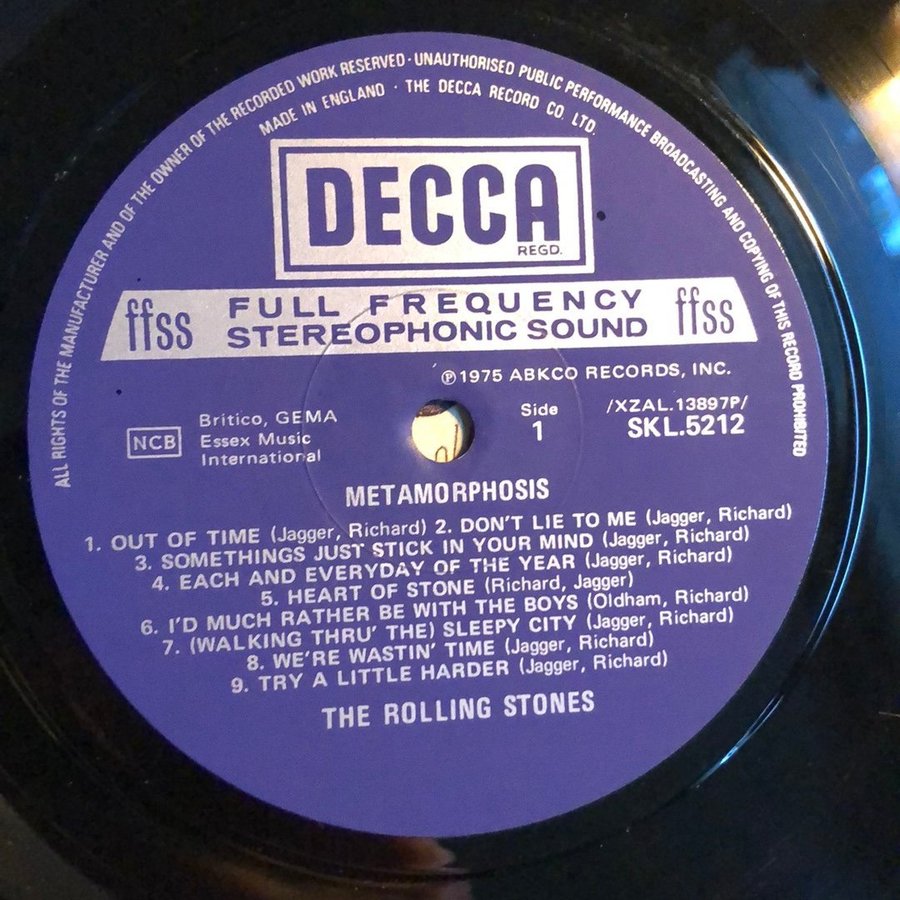 ALL RIGHTS OF THE MANUFACTURER AND OF THE OWNER OF THE RECORDED WORK RESERVED · UNAUTHORISED PUBLIC PERFORMANCE BROADCASTING AND COPYING OF THIS RECORD PROHIBITED
MADE IN ENGLAND · THE DECCA RECORD CO. LTD.
DECCA
REGD.
ffss FULL FREQUENCY STEREOPHONIC SOUND ffss
℗1975 ABKCO RECORDS, INC.
NCB
Britico, GEMA
Essex Music
International
Side
1
/XZAL.13897P/
SKL.5212
METAMORPHOSIS
1. OUT OF TIME (Jagger, Richard) 2. DON'T LIE TO ME (Jagger, Richard)
3. SOMETHINGS JUST STICK IN YOUR MIND (Jagger, Richard)
4. EACH AND EVERYDAY OF THE YEAR (Jagger, Richard)
5. HEART OF STONE (Richard, Jagger)
6. I'D MUCH RATHER BE WITH THE BOYS (Oldham, Richard)
7. (WALKING THRU' THE) SLEEPY CITY (Jagger, Richard)
8. WE'RE WASTIN' TIME (Jagger, Richard)
9. TRY A LITTLE HARDER (Jagger, Richard)
THE ROLLING STONES